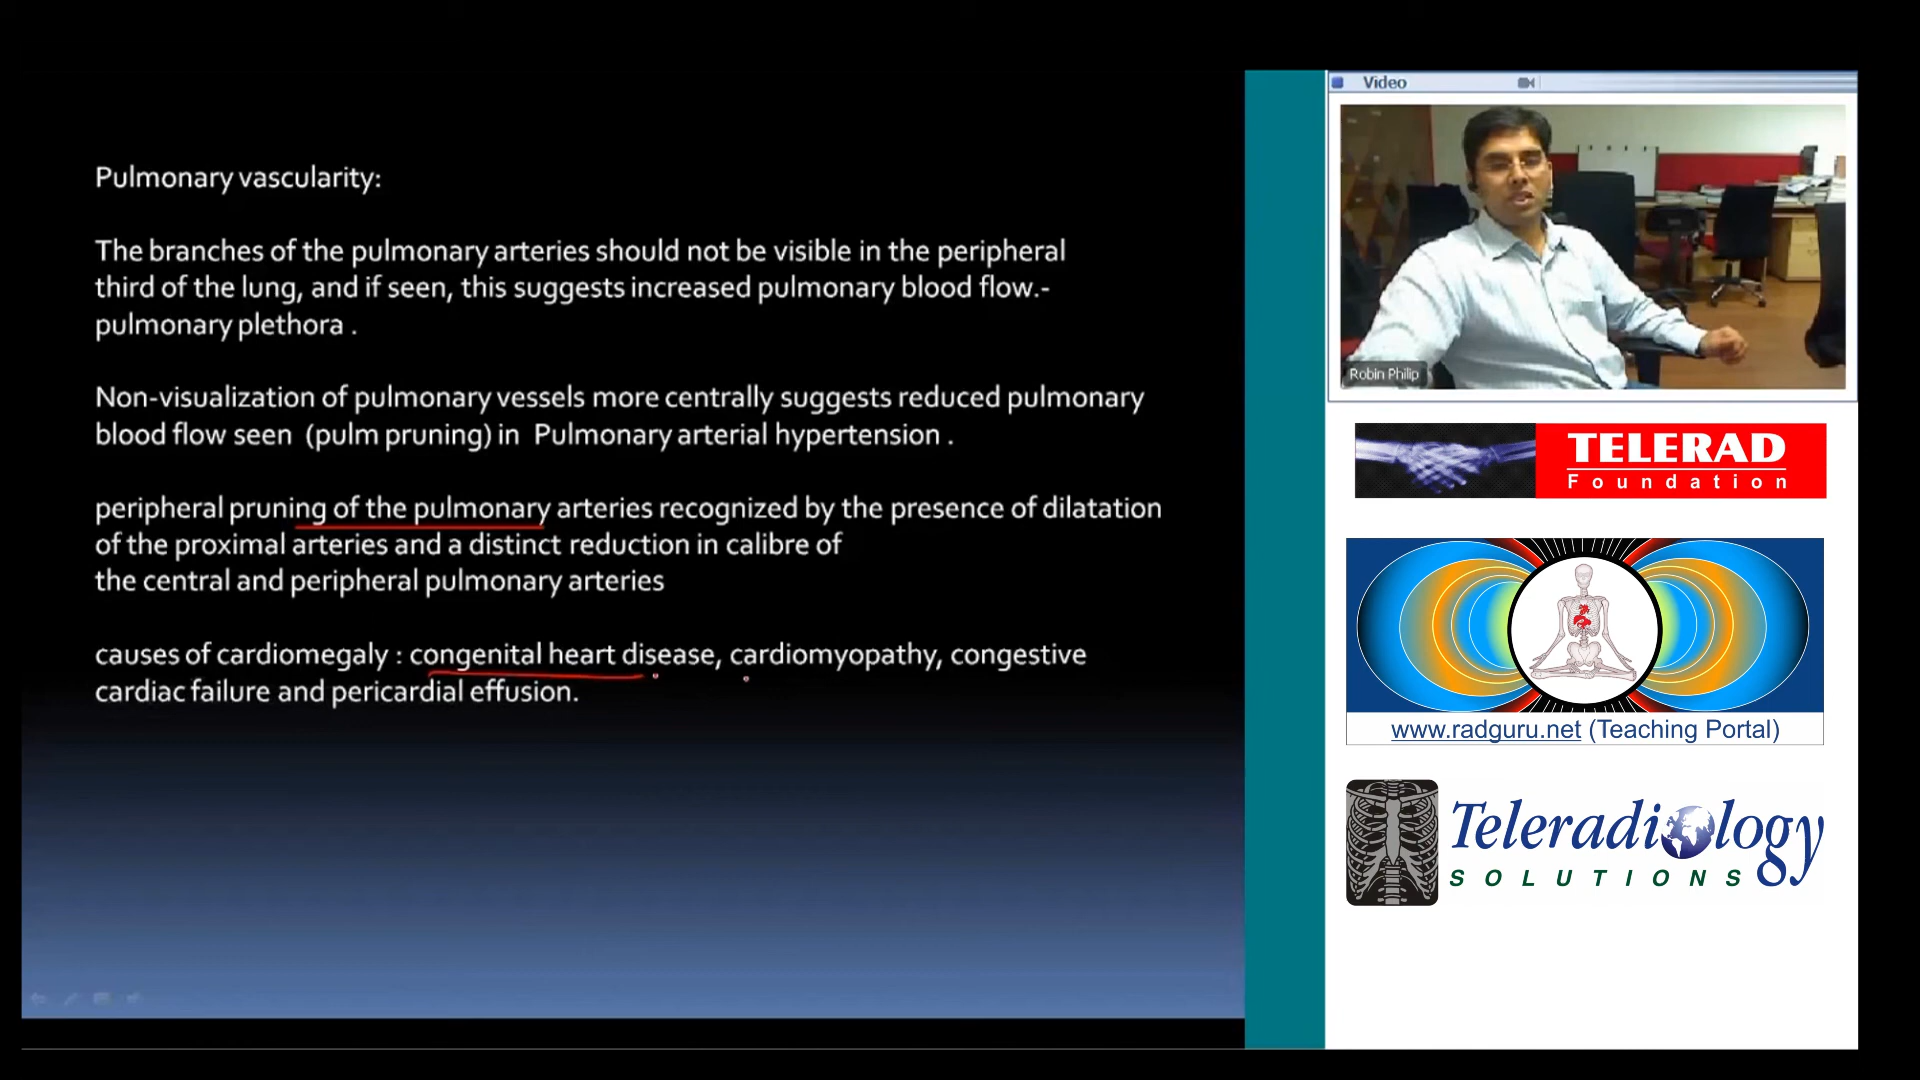 Pulmonary vascularity:
The branches of the pulmonary arteries should not be visible in the peripheral
third of the lung, and if seen, this suggests increased pulmonary blood flow.-
pulmonary plethora .
Non-visualization of pulmonary vessels more centrally suggests reduced pulmonary
blood flow seen (pulm pruning) in Pulmonary arterial hypertension .
peripheral pruning of the pulmonary arteries recognized by the presence of dilatation
of the proximal arteries and a distinct reduction in calibre of
the central and peripheral pulmonary arteries
causes of cardiomegaly : congenital heart disease, cardiomyopathy, congestive
cardiac failure and pericardial effusion.
Video
Robin Philip
TELERAD
Foundation
www.radguru.net (Teaching Portal)
Teleradiology
SOLUTIONS